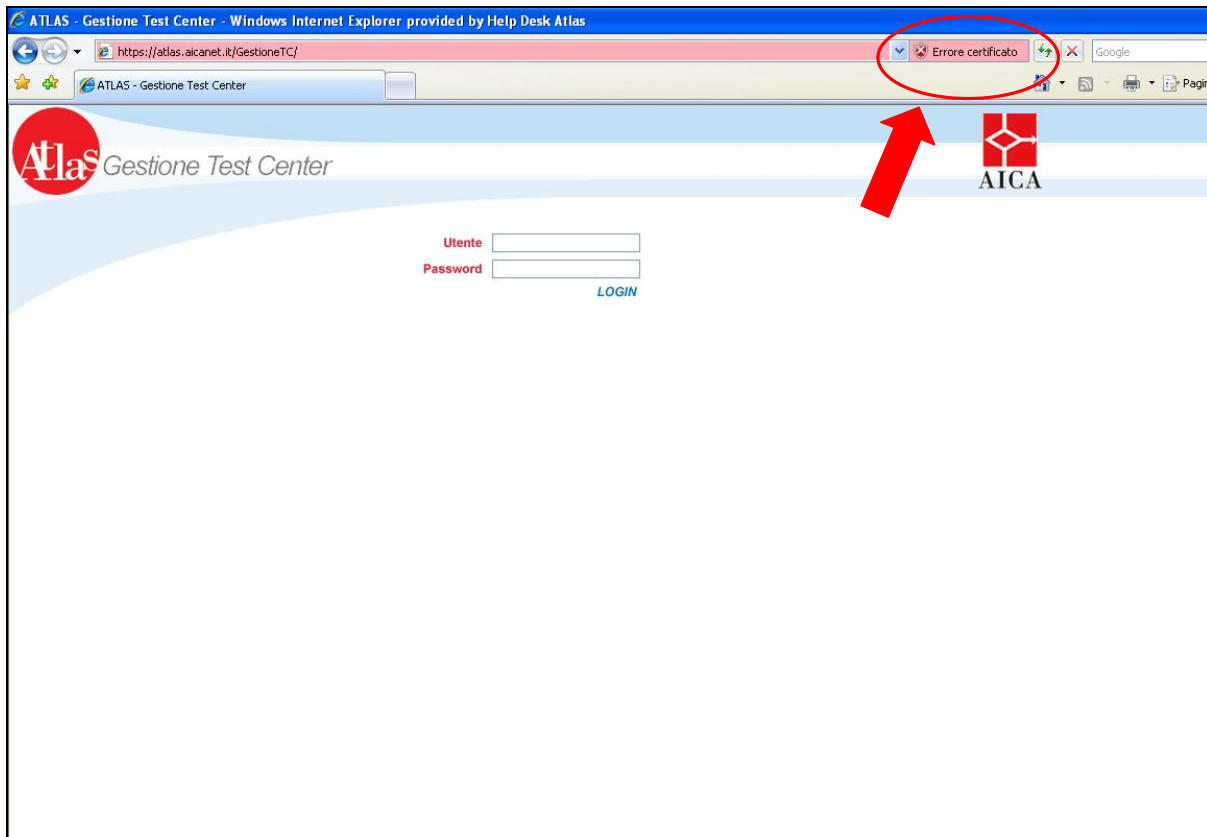 ATLAS - Gestione Test Center - Windows Internet Explorer provided by Help Desk Atlas
https://atlas.aicanet.it/GestioneTC/
Errore certificato
Google
ATLAS - Gestione Test Center
Pagin
Atlas Gestione Test Center
AICA
Utente
Password
LOGIN